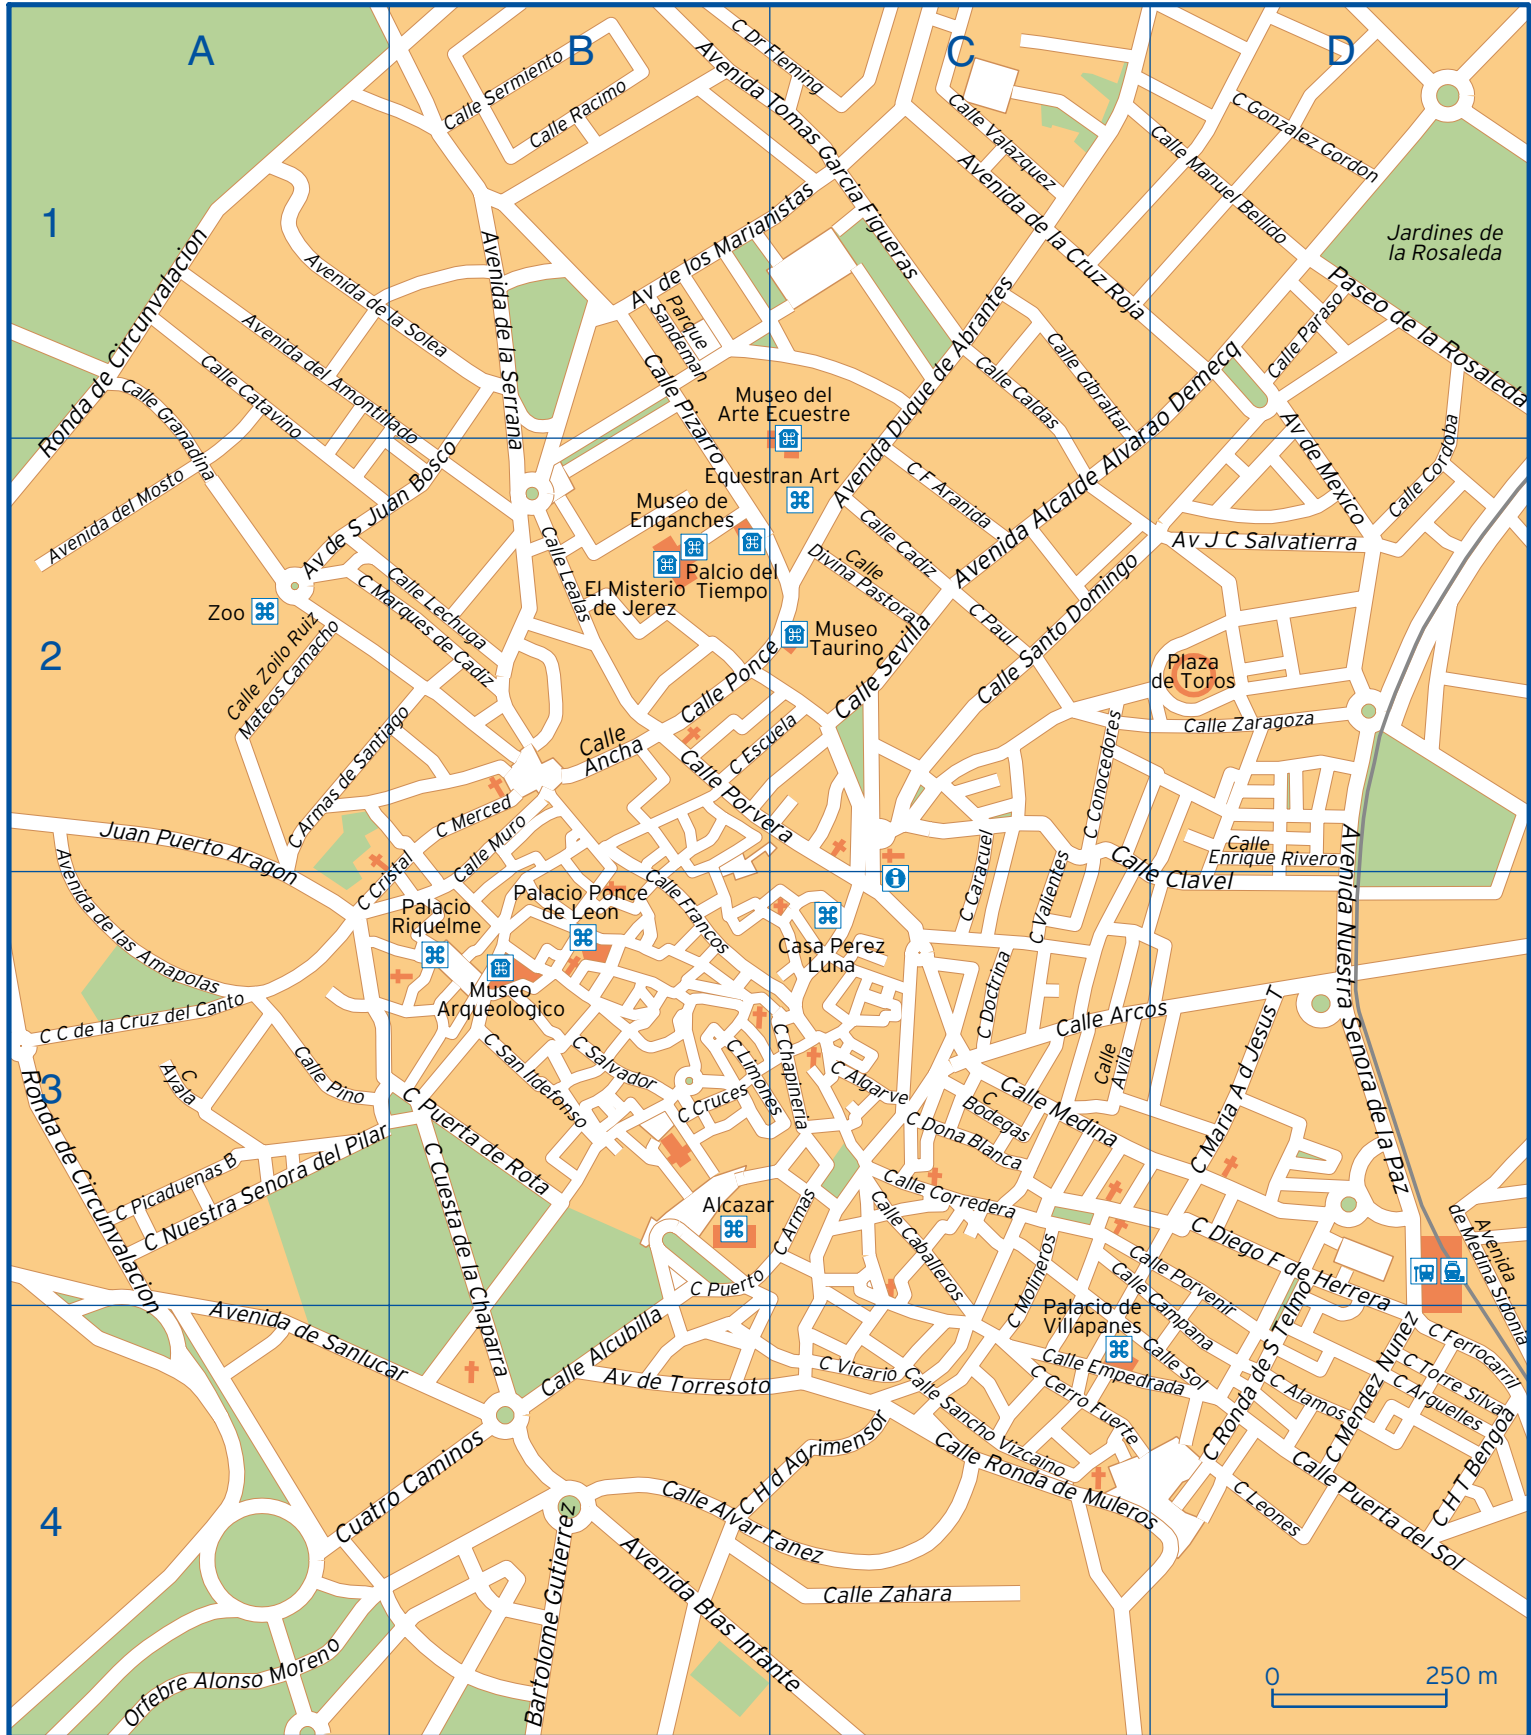 A
B
C
D
1
2
3
4
C Dr Fleming
Avenida Tomas Garcia Figueras
Calle Sermiento
Calle Racimo
Calle Valazquez
C Gonzalez Gordon
Calle Manuel Bellido
Avenida de la Cruz Roja
Jardines de
la Rosaleda
Paseo de la Rosaleda
Ronda de Circunvalacion
Avenida de la Solea
Avenida de la Serrana
Av de los Marianistas
Parque
Sandeman
Calle Pizarro
Avenida del Amontillado
Calle Catavino
Calle Granadina
Avenida del Mosto
Av de S Juan Bosco
Museo del
Arte Ecuestre
Avenida Duque de Abrantes
Calle Caldas
Calle Gibraltar
Calle Paraso
Avenida Alcalde Alvarao Demecq
Av de Mexico
Calle Cordoba
Equestran Art
Museo de
Enganches
Palcio del
Tiempo
El Misterio
de Jerez
C F Aranida
Calle Cadiz
Calle
Divina Pastora
Av J C Salvatierra
Calle Lealas
Calle Lechuga
C Marques de Cadiz
Zoo
Calle Zoilo Ruiz
Mateos Camacho
Museo
Taurino
C Paul
Calle Santo Domingo
Calle Sevilla
Calle Ponce
Plaza
de Toros
Calle Zaragoza
C Armas de Santiago
Calle
Ancha
C Escuela
Calle Porvera
C Conocedores
C Merced
Calle Muro
C Cristal
Juan Puerto Aragon
Avenida de las Amapolas
Calle
Enrique Rivero
Calle Clavel
C Caracuel
C Vallentes
Avenida Nuestra Senora de la Paz
Palacio Ponce
de Leon
Palacio
Riquelme
Calle Francos
Casa Perez
Luna
Museo
Arqueologico
C Doctrina
Calle Arcos
C C de la Cruz del Canto
C
Ayala
Calle Pino
C San Ildefonso
C Salvador
C Limones
C Cruces
C Chapineria
C Algarve
Calle
Avila
C Maria A d Jesus T
Calle Medina
C
Bodegas
C Dona Blanca
C Puerta de Rota
C Cuesta de la Chaparra
Ronda de Circunvalacion
C Picaduenas B
C Nuestra Senora del Pilar
Alcazar
C Armas
C Puerto
Calle Corredera
Calle Caballeros
C Molineros
C Diego F de Herrera
Calle Porvenir
Calle Campana
Avenida
de Medina Sidonia
Palacio de
Villapanes
Calle Sol
Calle Empedrada
C Cerro Fuerte
C Ronda de S Telmo
C Ferrocarril
C Torre Silvar
C Arguelles
C Alamos
C Mendez Nunez
C H T Bengoa
Avenida de Sanlucar
Calle Alcubilla
Av de Torresoto
C Vicario
Calle Sancho Vizcaino
Calle Ronda de Muleros
C H d Agrimensor
Cuatro Caminos
Calle Alvar Fanez
Calle Zahara
C Leones
Calle Puerta del Sol
Avenida Blas Infante
Bartolome Gutierrez
Orfebre Alonso Moreno
0
250 m